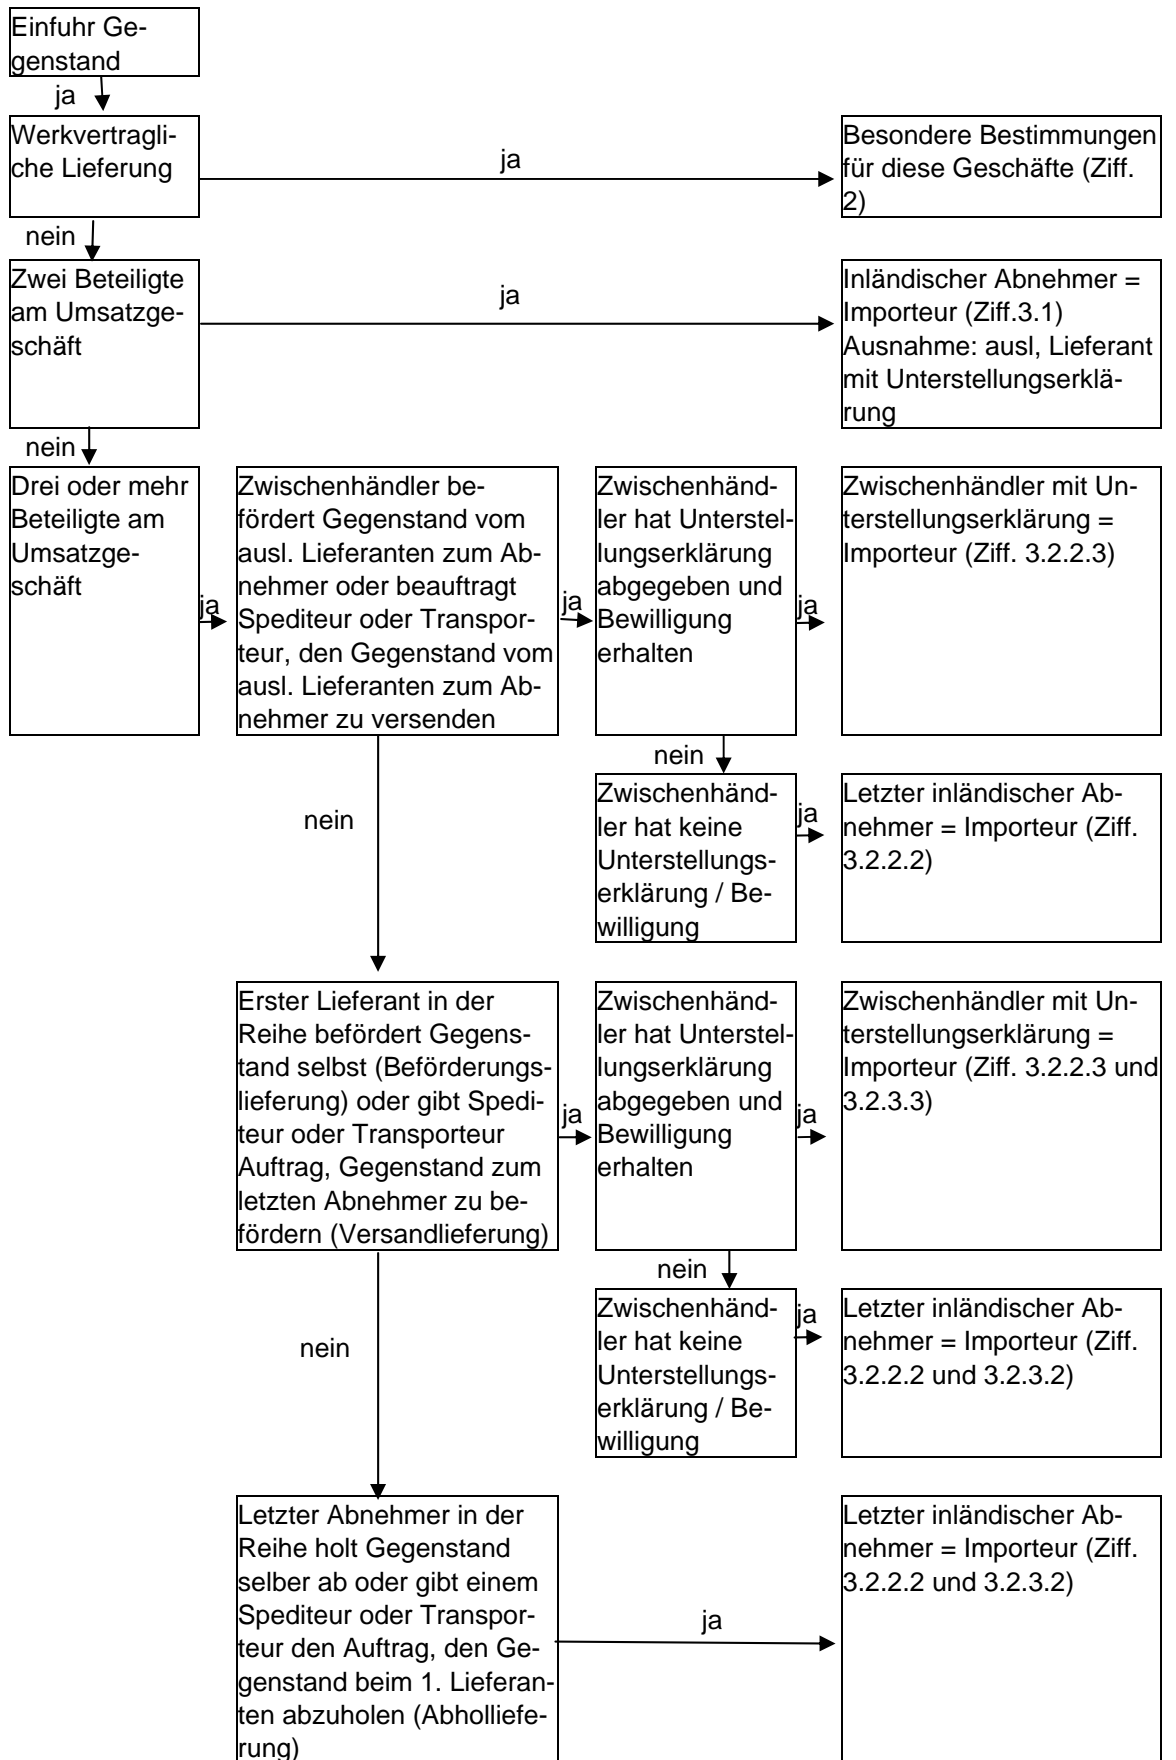 Einfuhr Ge-
genstand
ja
Werkvertragli-
che Lieferung
ja
Besondere Bestimmungen
für diese Geschäfte (Ziff.
2)
nein
Zwei Beteiligte
am Umsatzge-
schäft
ja
Inländischer Abnehmer =
Importeur (Ziff.3.1)
Ausnahme: ausl, Lieferant
mit Unterstellungserklä-
rung
nein
Drei oder mehr
Beteiligte am
Umsatzge-
schäft
ja
Zwischenhändler be-
fördert Gegenstand vom
ausl. Lieferanten zum Ab-
nehmer oder beauftragt
Spediteur oder Transpor-
teur, den Gegenstand vom
ausl. Lieferanten zum Ab-
nehmer zu versenden
ja
Zwischenhänd-
ler hat Unterstel-
lungserklärung
abgegeben und
Bewilligung
erhalten
ja
Zwischenhändler mit Un-
terstellungserklärung =
Importeur (Ziff. 3.2.2.3)
nein
Zwischenhänd-
ler hat keine
Unterstellungs-
erklärung / Be-
willigung
ja
Letzter inländischer Ab-
nehmer = Importeur (Ziff.
3.2.2.2)
nein
Erster Lieferant in der
Reihe befördert Gegens-
tand selbst (Beförderungs-
lieferung) oder gibt Spedi-
teur oder Transporteur
Auftrag, Gegenstand zum
letzten Abnehmer zu be-
fördern (Versandlieferung)
ja
Zwischenhänd-
ler hat Unterstel-
lungserklärung
abgegeben und
Bewilligung
erhalten
ja
Zwischenhändler mit Un-
terstellungserklärung =
Importeur (Ziff. 3.2.2.3 und
3.2.3.3)
nein
Zwischenhänd-
ler hat keine
Unterstellungs-
erklärung / Be-
willigung
ja
Letzter inländischer Ab-
nehmer = Importeur (Ziff.
3.2.2.2 und 3.2.3.2)
nein
Letzter Abnehmer in der
Reihe holt Gegenstand
selber ab oder gibt einem
Spediteur oder Transpor-
teur den Auftrag, den Ge-
genstand beim 1. Lieferan-
ten abzuholen (Abholliefe-
rung)
ja
Letzter inländischer Ab-
nehmer = Importeur (Ziff.
3.2.2.2 und 3.2.3.2)